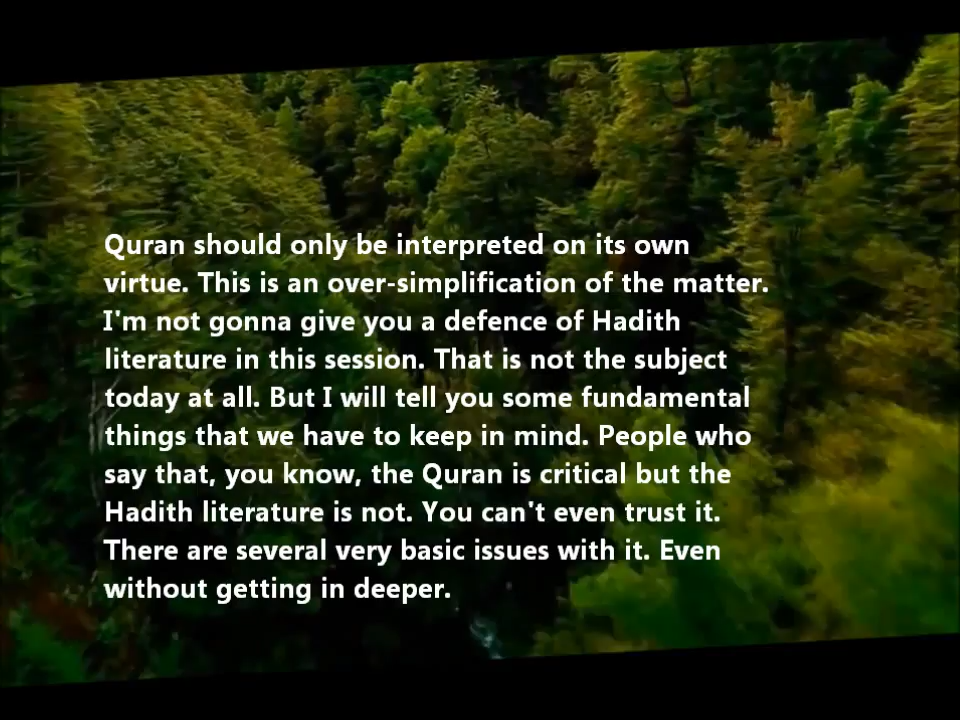 Quran should only be interpreted on its own
virtue. This is an over-simplification of the matter.
I'm not gonna give you a defence of Hadith
literature in this session. That is not the subject
today at all. But I will tell you some fundamental
things that we have to keep in mind. People who
say that, you know, the Quran is critical but the
Hadith literature is not. You can't even trust it.
There are several very basic issues with it. Even
without getting in deeper.